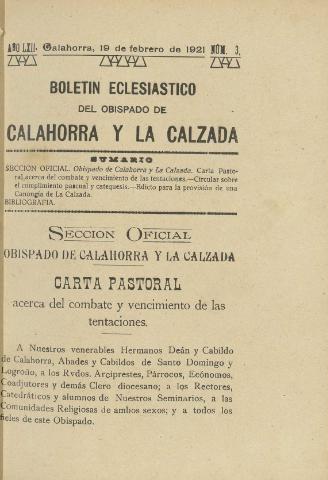 AÑO LXII. Calahorra, 19 de febrero de 1921 NÚM. 3.
BOLETIN ECLESIASTICO
DEL OBISPADO DE
CALAHORRA Y LA CALZADA
SUMARIO
SECCION OFICIAL. Obispado de Calahorra y La Calzada. Carta Pasto-
ral, acerca del combate y vencimiento de las tentaciones.—Circular sobre
el cumplimiento pascual y catequesis.—Edicto para la provisión de una
Canongía de La Calzada.
BIBLIOGRAFIA.
SECCION OFICIAL
OBISPADO DE CALAHORRA Y LA CALZADA
CARTA PASTORAL
acerca del combate y vencimiento de las
tentaciones.
A Nuestros venerables Hermanos Deán y Cabildo
de Calahorra, Abades y Cabildos de Santo Domingo y
Logroño, a los Rvdos. Arciprestes, Párrocos, Ecónomos,
Coadjutores y demás Clero diocesano; a los Rectores,
Catedráticos y alumnos de Nuestros Seminarios, a las
Comunidades Religiosas de ambos sexos; y a todos los
fieles de este Obispado.